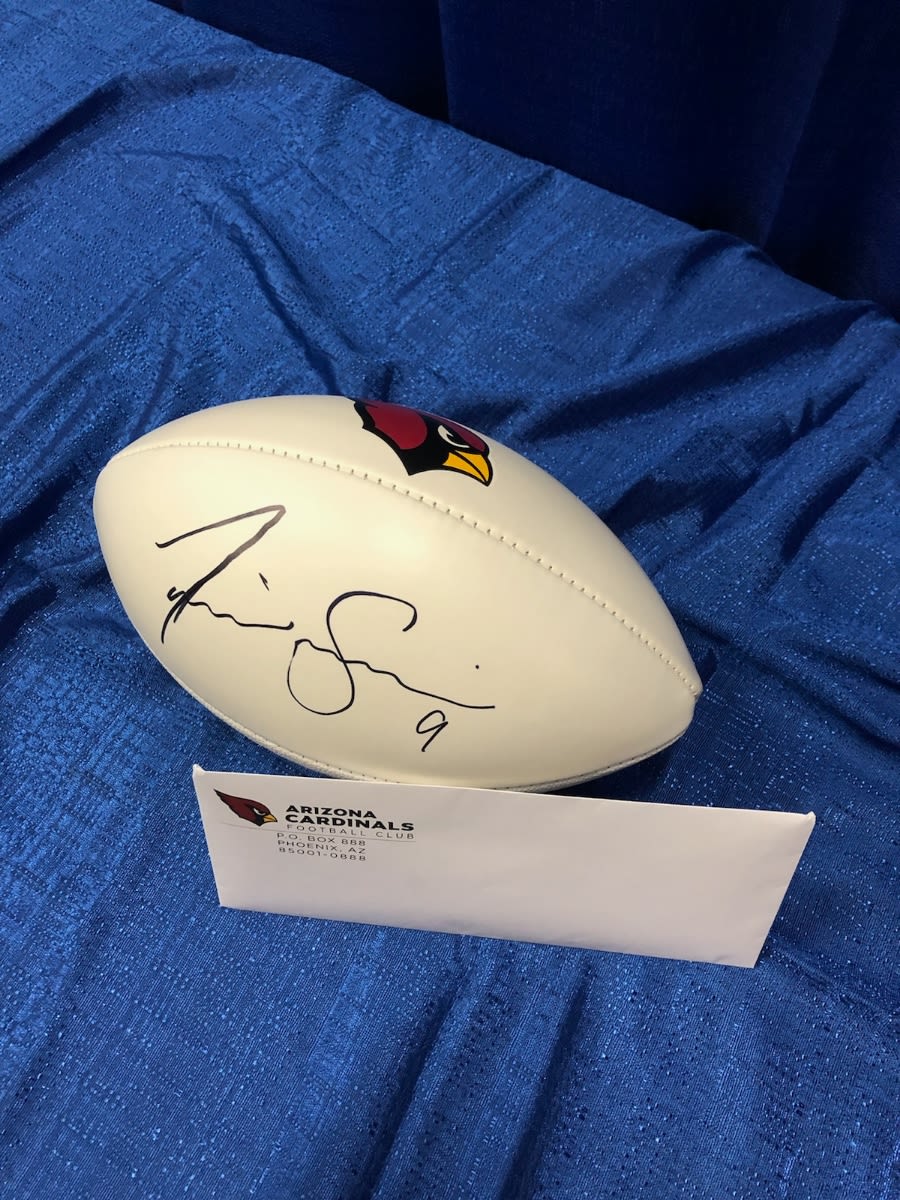 9
ARIZONA
CARDINALS
FOOTBALL CLUB
P.O. BOX 888
PHOENIX, AZ
85001-0888